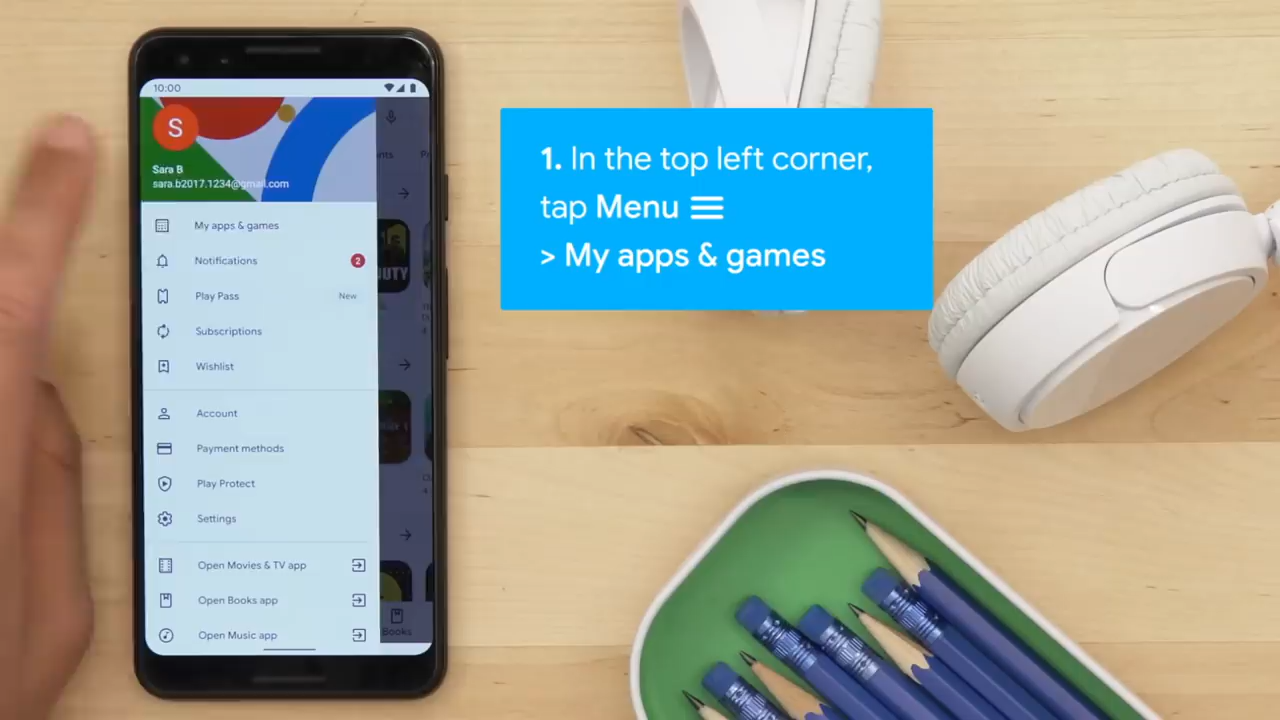 10:00
S
Sara B
sara.b2017.1234@gmail.com
My apps & games
Notifications 2
Play Pass New
Subscriptions
Wishlist
Account
Payment methods
Play Protect
Settings
Open Movies & TV app
Open Books app
Open Music app
Books
UTY
1. In the top left corner,
tap Menu
> My apps & games